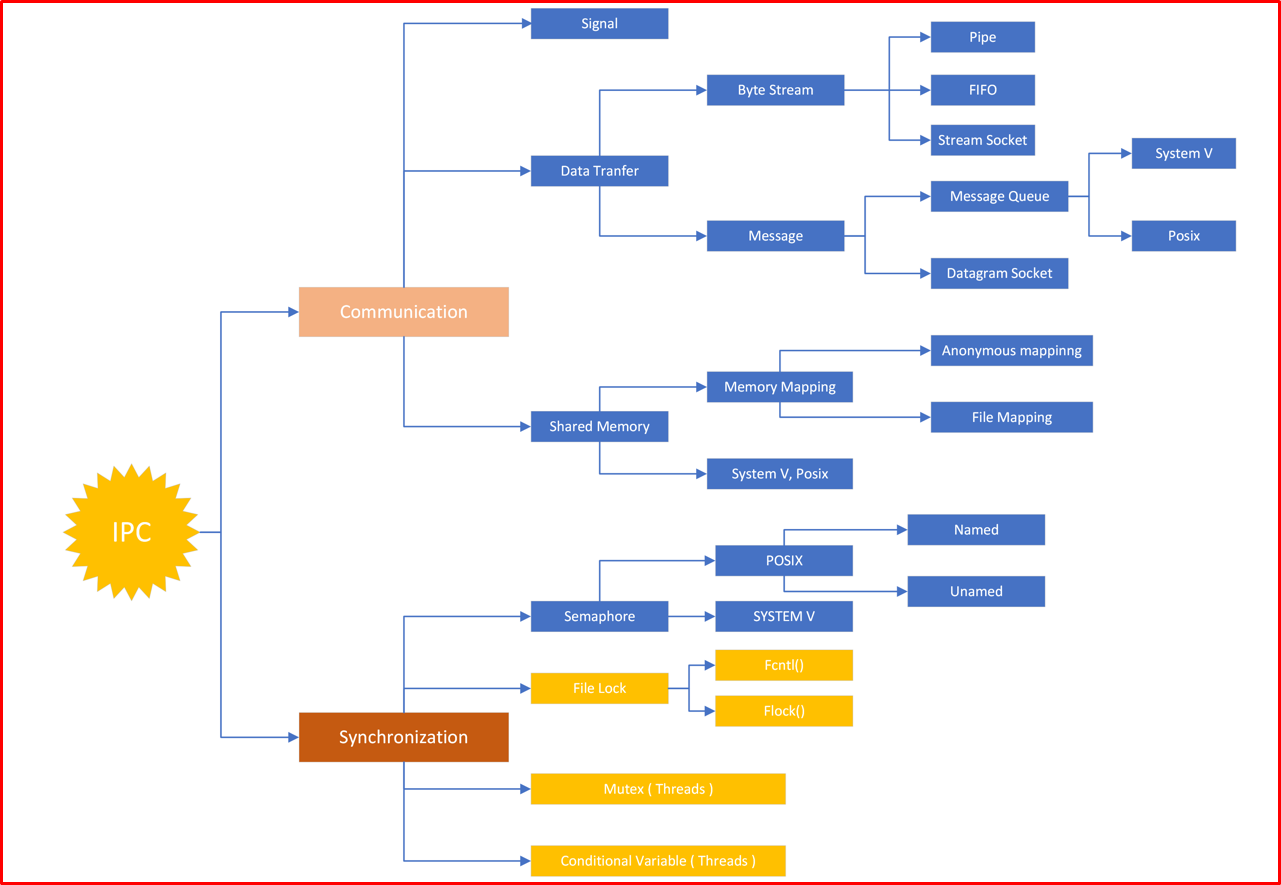 Signal
Pipe
Byte Stream
FIFO
Stream Socket
System V
Data Tranfer
Message Queue
Message
Posix
Datagram Socket
Communication
Anonymous mappinng
Memory Mapping
File Mapping
Shared Memory
System V, Posix
IPC
Named
POSIX
Unamed
Semaphore
SYSTEM V
Fcntl()
File Lock
Flock()
Synchronization
Mutex ( Threads )
Conditional Variable ( Threads )